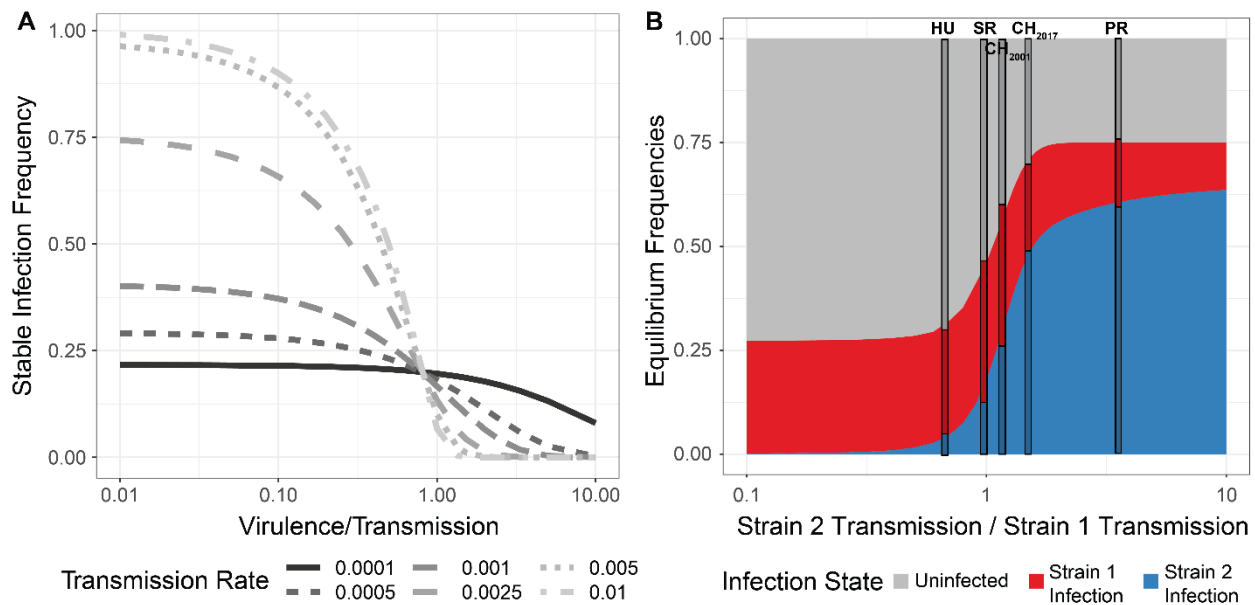 A
1.00
0.75
0.50
0.25
0.00
Stable Infection Frequency
0.01
0.10
1.00
10.00
Virulence/Transmission
Transmission Rate
0.0001
0.001
0.005
0.0005
0.0025
0.01
B
HU
SR
CH2001
CH2017
PR
1.00
0.75
0.50
0.25
0.00
Equilibrium Frequencies
0.1
1
10
Strain 2 Transmission / Strain 1 Transmission
Infection State
Uninfected
Strain 1
Infection
Strain 2
Infection